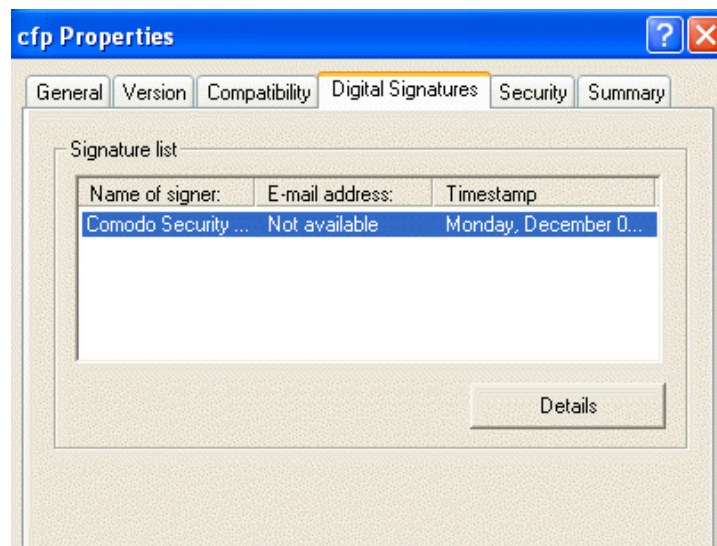 cfp Properties
General Version Compatibility Digital Signatures Security Summary
Signature list
Name of signer: E-mail address: Timestamp
Comodo Security ... Not available Monday, December 0...
Details